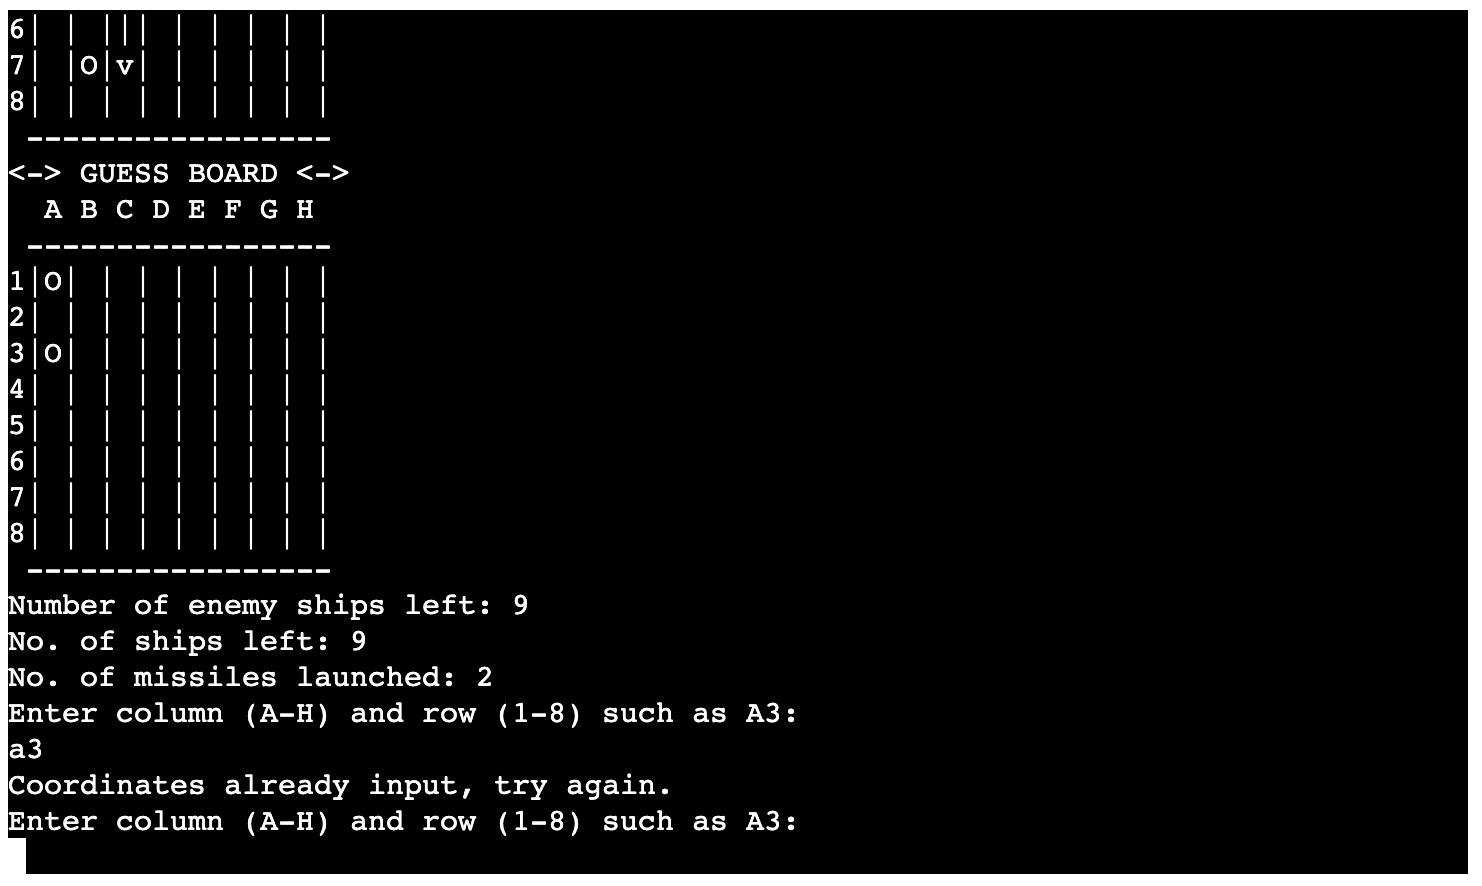 6| | ||| | | | | |
7| |O|v| | | | | |
8| | | | | | | | |
 -----------------
<-> GUESS BOARD <->
  A B C D E F G H
 -----------------
1|O| | | | | | | |
2| | | | | | | | |
3|O| | | | | | | |
4| | | | | | | | |
5| | | | | | | | |
6| | | | | | | | |
7| | | | | | | | |
8| | | | | | | | |
 -----------------
Number of enemy ships left: 9
No. of ships left: 9
No. of missiles launched: 2
Enter column (A-H) and row (1-8) such as A3:
a3
Coordinates already input, try again.
Enter column (A-H) and row (1-8) such as A3: